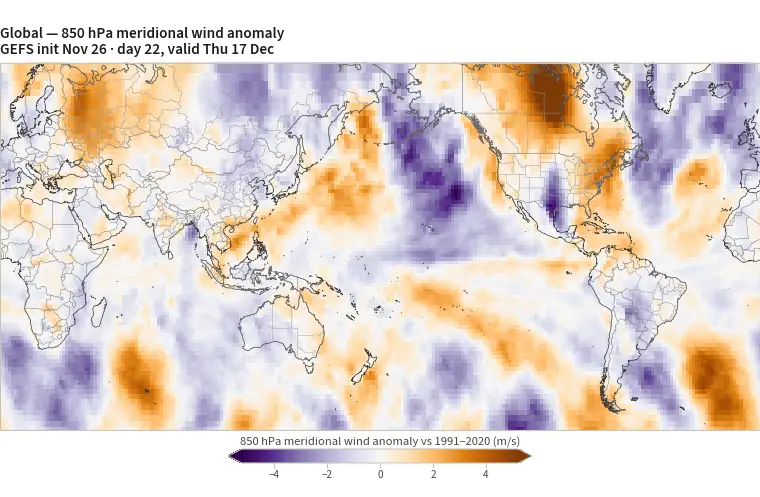 Global — 850 hPa meridional wind anomaly
GEFS init Nov 26 · day 22, valid Thu 17 Dec
850 hPa meridional wind anomaly vs 1991–2020 (m/s)
−4 −2 0 2 4